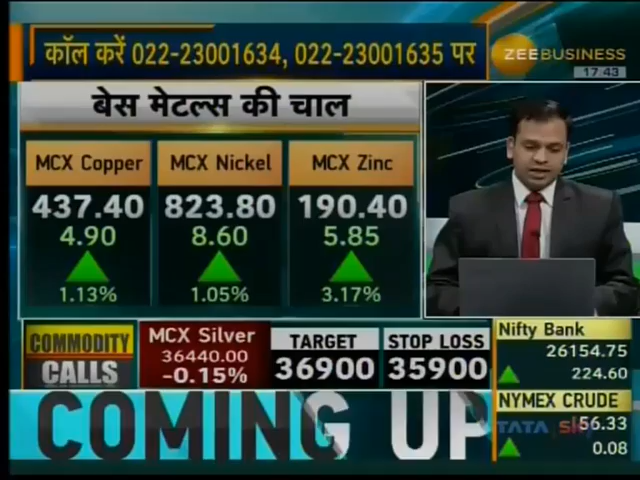 कॉल करें 022-23001634, 022-23001635 पर
ZEEBUSINESS
17:43
बेस मेटल्स की चाल
MCX Copper
437.40
4.90
1.13%
MCX Nickel
823.80
8.60
1.05%
MCX Zinc
190.40
5.85
3.17%
COMMODITY
CALLS
MCX Silver
36440.00
-0.15%
TARGET
36900
STOP LOSS
35900
Nifty Bank
26154.75
224.60
NYMEX CRUDE
56.33
0.08
COMING UP
TATA sky